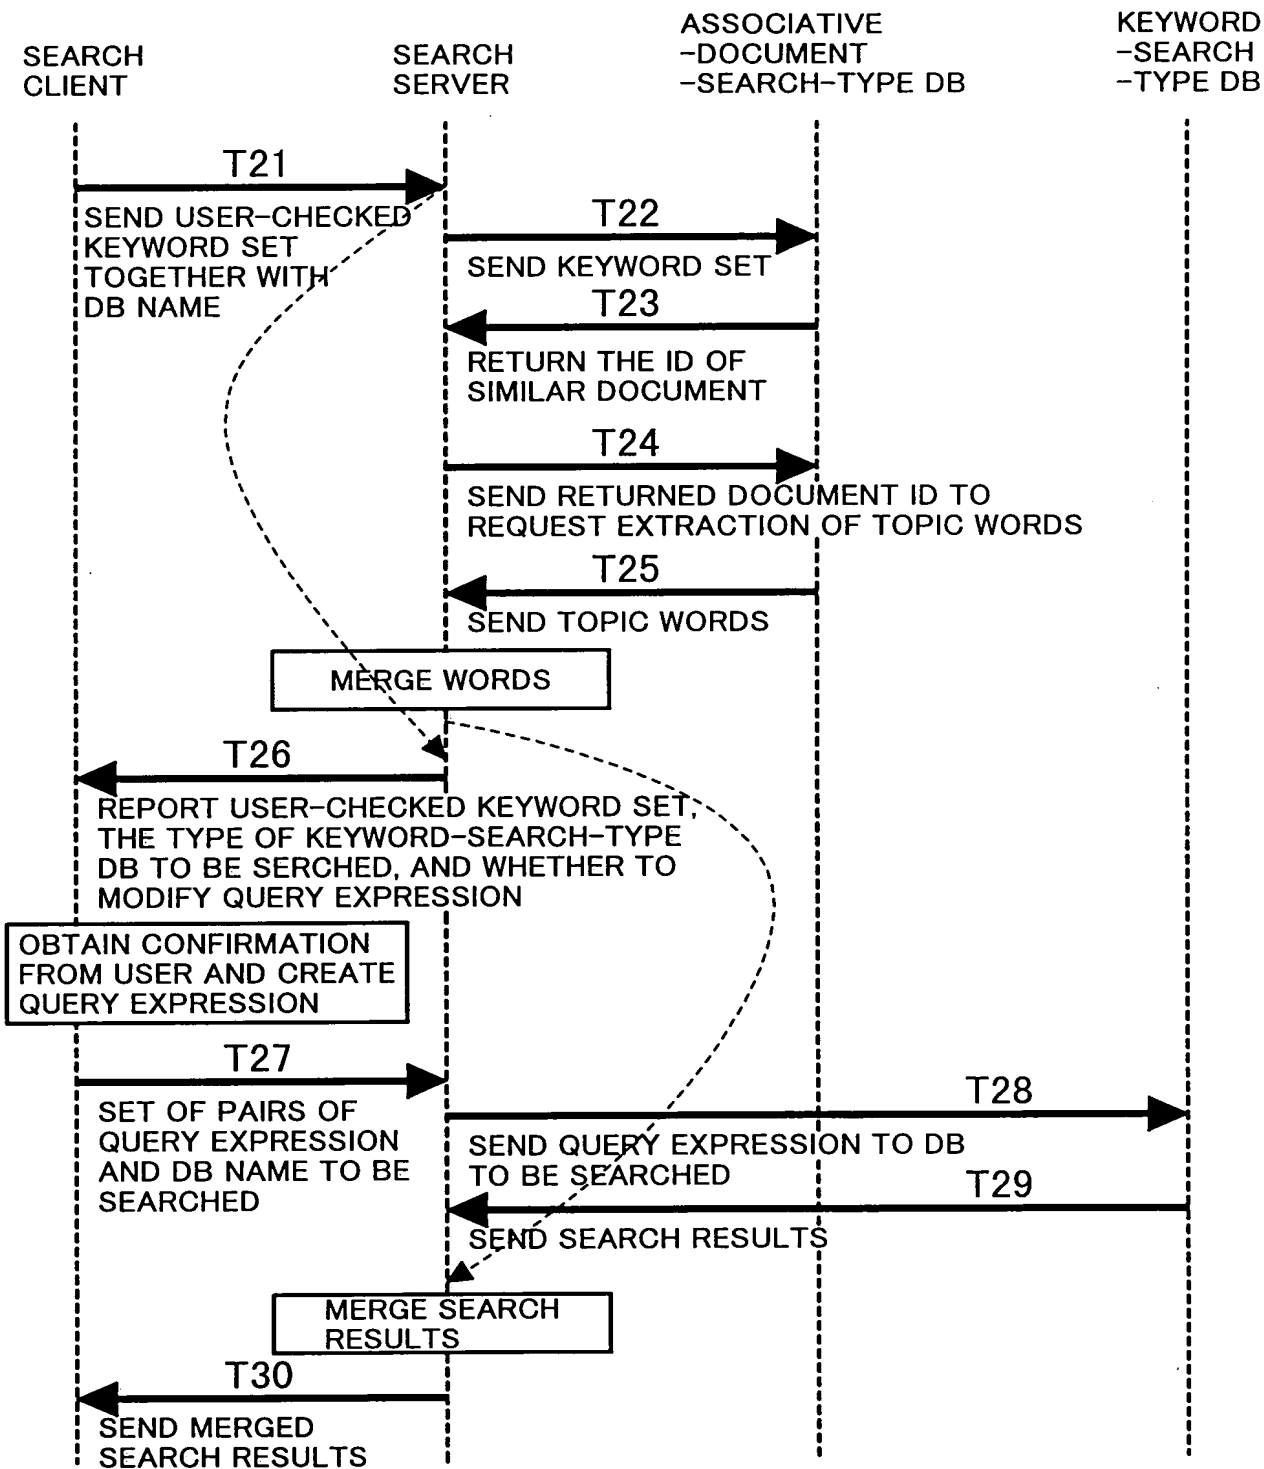 SEARCH
CLIENT
SEARCH
SERVER
ASSOCIATIVE
-DOCUMENT
-SEARCH-TYPE DB
KEYWORD
-SEARCH
-TYPE DB
T21
SEND USER-CHECKED
KEYWORD SET
TOGETHER WITH
DB NAME
T22
SEND KEYWORD SET
T23
RETURN THE ID OF
SIMILAR DOCUMENT
T24
SEND RETURNED DOCUMENT ID TO
REQUEST EXTRACTION OF TOPIC WORDS
T25
SEND TOPIC WORDS
MERGE WORDS
T26
REPORT USER-CHECKED KEYWORD SET,
THE TYPE OF KEYWORD-SEARCH-TYPE
DB TO BE SERCHED, AND WHETHER TO
MODIFY QUERY EXPRESSION
OBTAIN CONFIRMATION
FROM USER AND CREATE
QUERY EXPRESSION
T27
SET OF PAIRS OF
QUERY EXPRESSION
AND DB NAME TO BE
SEARCHED
T28
SEND QUERY EXPRESSION TO DB
TO BE SEARCHED
T29
SEND SEARCH RESULTS
MERGE SEARCH
RESULTS
T30
SEND MERGED
SEARCH RESULTS